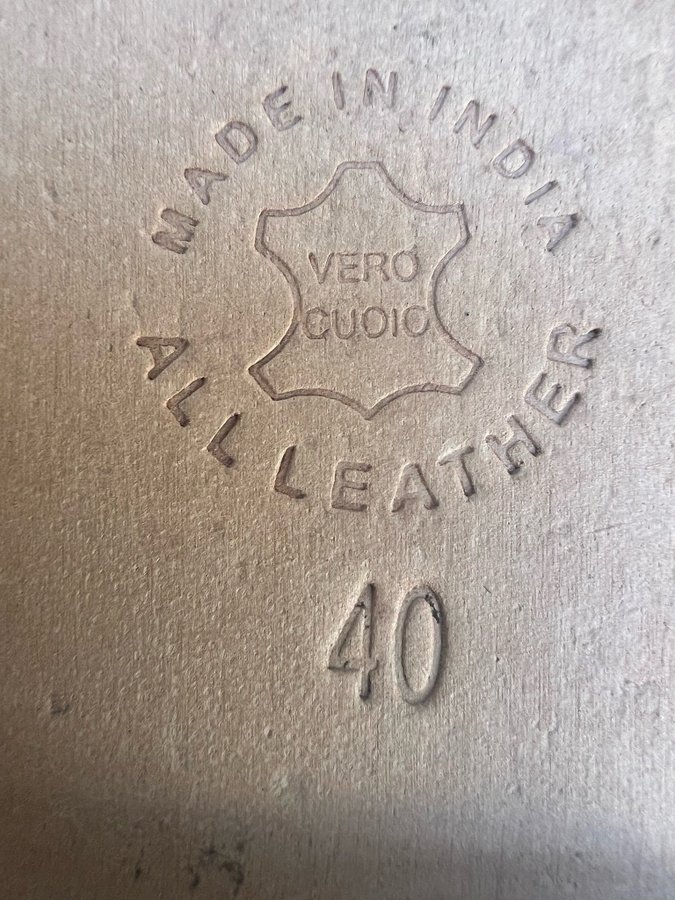 MADE IN INDIA
VERO
CUOIO
ALL LEATHER
40